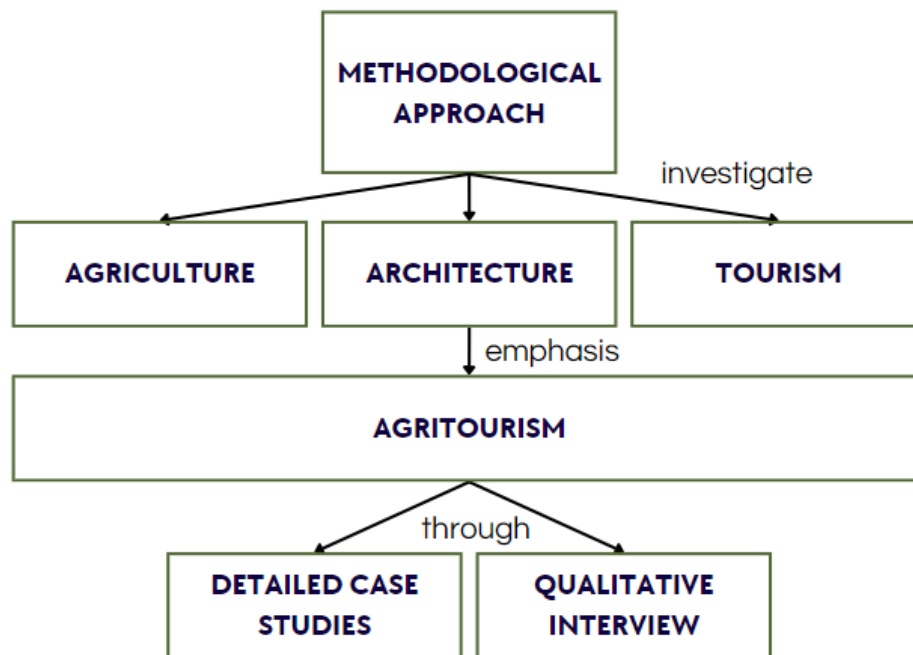 METHODOLOGICAL
APPROACH
investigate
AGRICULTURE
ARCHITECTURE
TOURISM
emphasis
AGRITOURISM
through
DETAILED CASE
STUDIES
QUALITATIVE
INTERVIEW